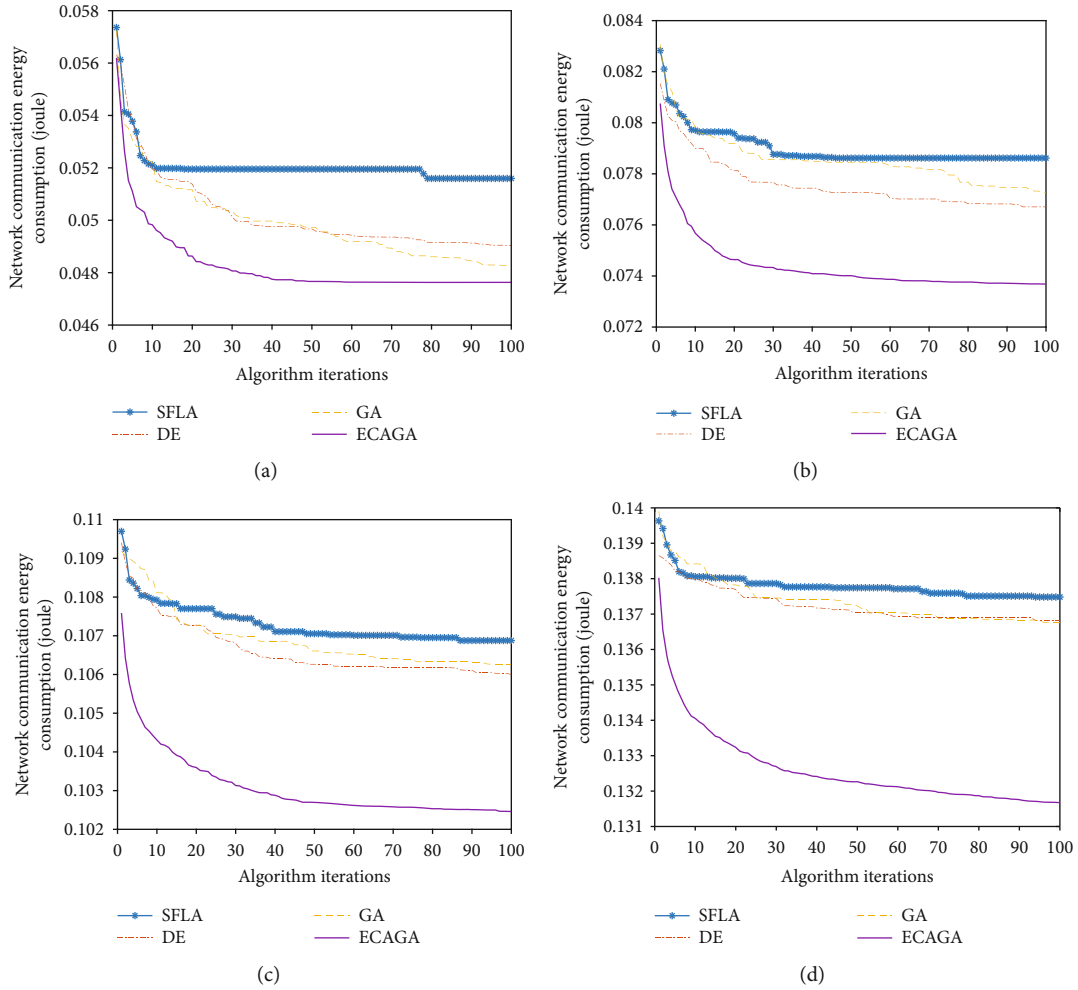 Network communication energy
consumption (joule)
0.058
0.056
0.054
0.052
0.05
0.048
0.046
0 10 20 30 40 50 60 70 80 90 100
Algorithm iterctions
SFLA GA
DE ECAGA
(a)
Network communication energy
consumption (joule)
0.084
0.082
0.08
0.078
0.076
0.074
0.072
0 10 20 30 40 50 60 70 80 90 100
Algorithm iterctions
SFLA GA
DE ECAGA
(b)
Network communication energy
consumption (joule)
0.11
0.109
0.108
0.107
0.106
0.105
0.104
0.103
0.102
0 10 20 30 40 50 60 70 80 90 100
Algorithm iterctions
SFLA GA
DE ECAGA
(c)
Network communication energy
consumption (joule)
0.14
0.139
0.138
0.137
0.136
0.135
0.134
0.133
0.132
0.131
0 10 20 30 40 50 60 70 80 90 100
Algorithm iterctions
SFLA GA
DE ECAGA
(d)